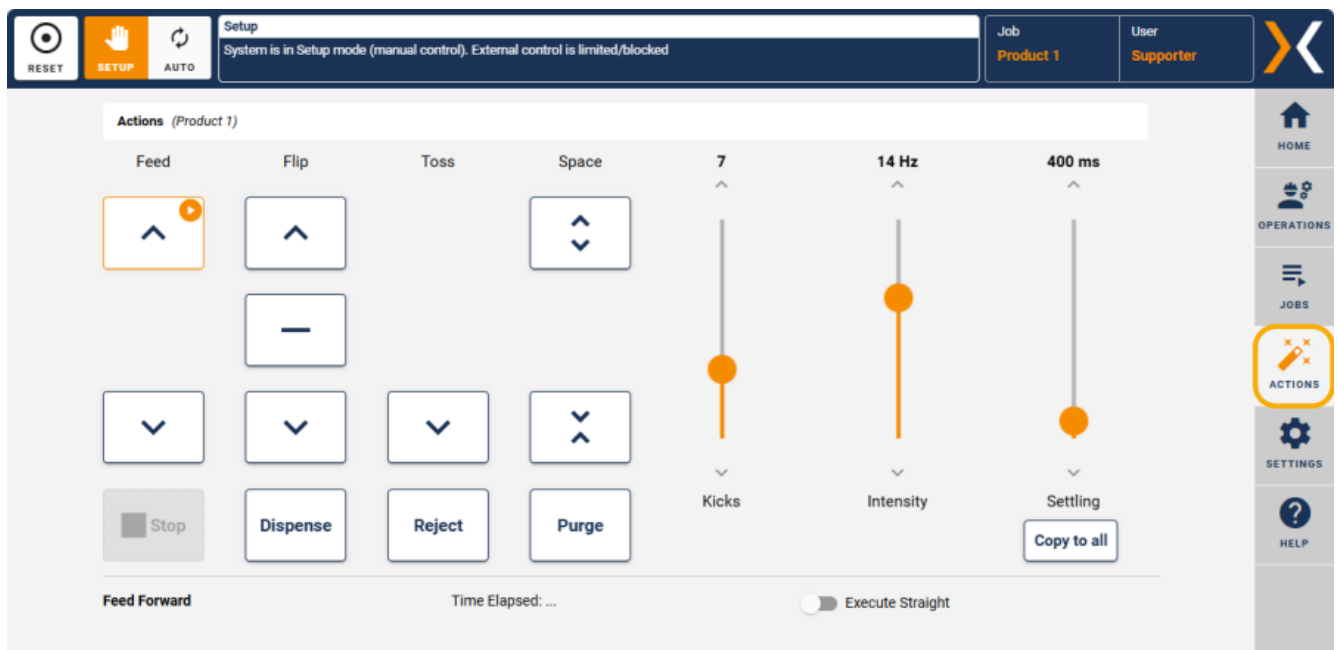 RESET
SETUP
AUTO
Setup
System is in Setup mode (manual control). External control is limited/blocked
Job
Product 1
User
Supporter
Actions (Product 1)
Feed Flip Toss Space 7 14 Hz 400 ms
Kicks Intensity Settling
Stop Dispense Reject Purge Copy to all
Feed Forward Time Elapsed: ... Execute Straight
HOME
OPERATIONS
JOBS
ACTIONS
SETTINGS
HELP